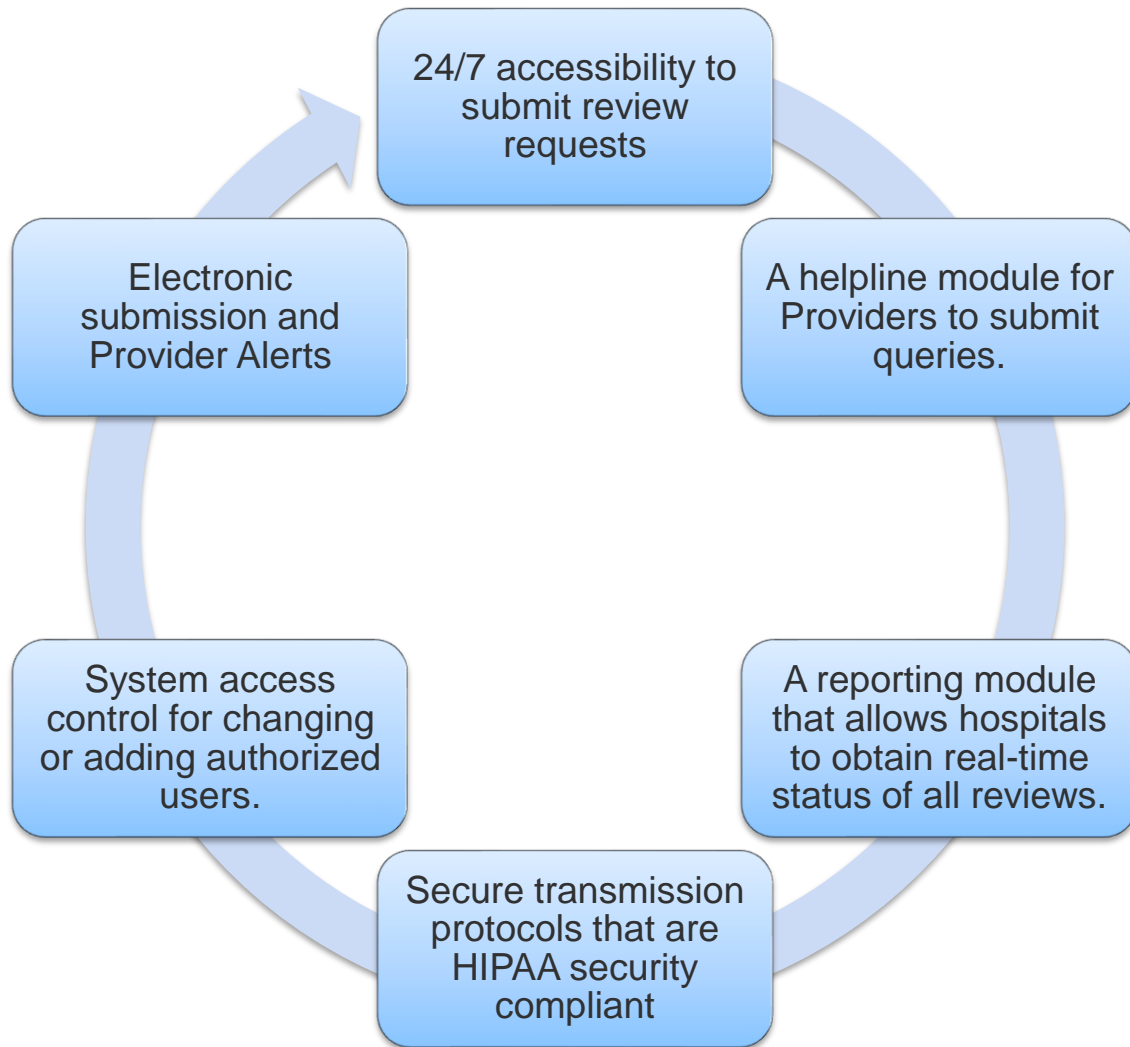 24/7 accessibility to
submit review
requests
A helpline module for
Providers to submit
queries.
A reporting module
that allows hospitals
to obtain real-time
status of all reviews.
Secure transmission
protocols that are
HIPAA security
compliant
System access
control for changing
or adding authorized
users.
Electronic
submission and
Provider Alerts